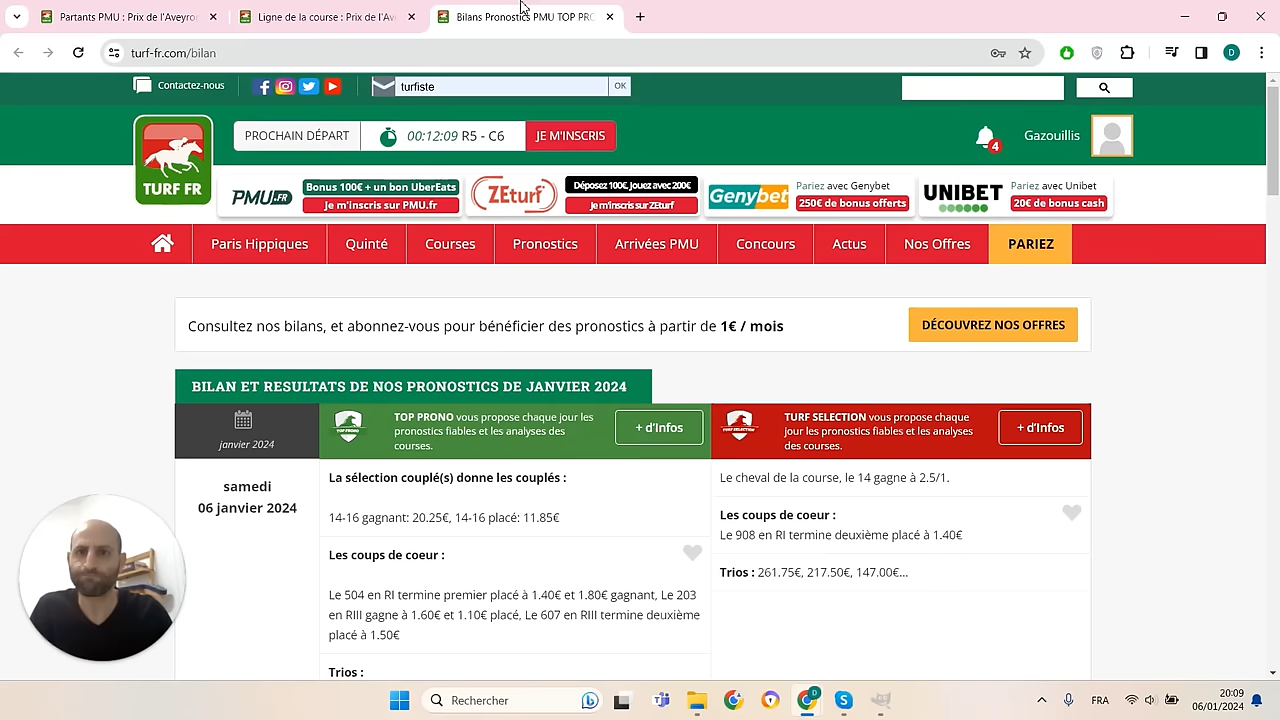 Partants PMU : Prix de l'Aveyron
Ligne de la course : Prix de l'Av
Bilans Pronostics PMU TOP PRO
turf-fr.com/bilan
D
Contactez-nous
turfiste
OK
TURF FR
PROCHAIN DÉPART
00:12:09 R5 - C6
JE M'INSCRIS
4
Gazouillis
PMU.FR
Bonus 100€ + un bon UberEats
Je m'inscris sur PMU.fr
ZEturf
Déposez 100€, Jouez avec 200€
Je m'inscris sur ZEturf
Genybet
Pariez avec Genybet
250€ de bonus offerts
UNIBET
Pariez avec Unibet
20€ de bonus cash
Paris Hippiques
Quinté
Courses
Pronostics
Arrivées PMU
Concours
Actus
Nos Offres
PARIEZ
Consultez nos bilans, et abonnez-vous pour bénéficier des pronostics à partir de 1€ / mois
DÉCOUVREZ NOS OFFRES
BILAN ET RESULTATS DE NOS PRONOSTICS DE JANVIER 2024
janvier 2024
TOP PRONO
TOP PRONO vous propose chaque jour les
pronostics fiables et les analyses des
courses.
+ d'Infos
TURF SELECTION
TURF SELECTION vous propose chaque
jour les pronostics fiables et les analyses
des courses.
+ d'Infos
samedi
06 janvier 2024
La sélection couplé(s) donne les couplés :
14-16 gagnant: 20.25€, 14-16 placé: 11.85€
Les coups de coeur :
Le 504 en RI termine premier placé à 1.40€ et 1.80€ gagnant, Le 203
en RIII gagne à 1.60€ et 1.10€ placé, Le 607 en RIII termine deuxième
placé à 1.50€
Trios :
Le cheval de la course, le 14 gagne à 2.5/1.
Les coups de coeur :
Le 908 en RI termine deuxième placé à 1.40€
Trios : 261.75€, 217.50€, 147.00€...
Rechercher
D
FRA
20:09
06/01/2024